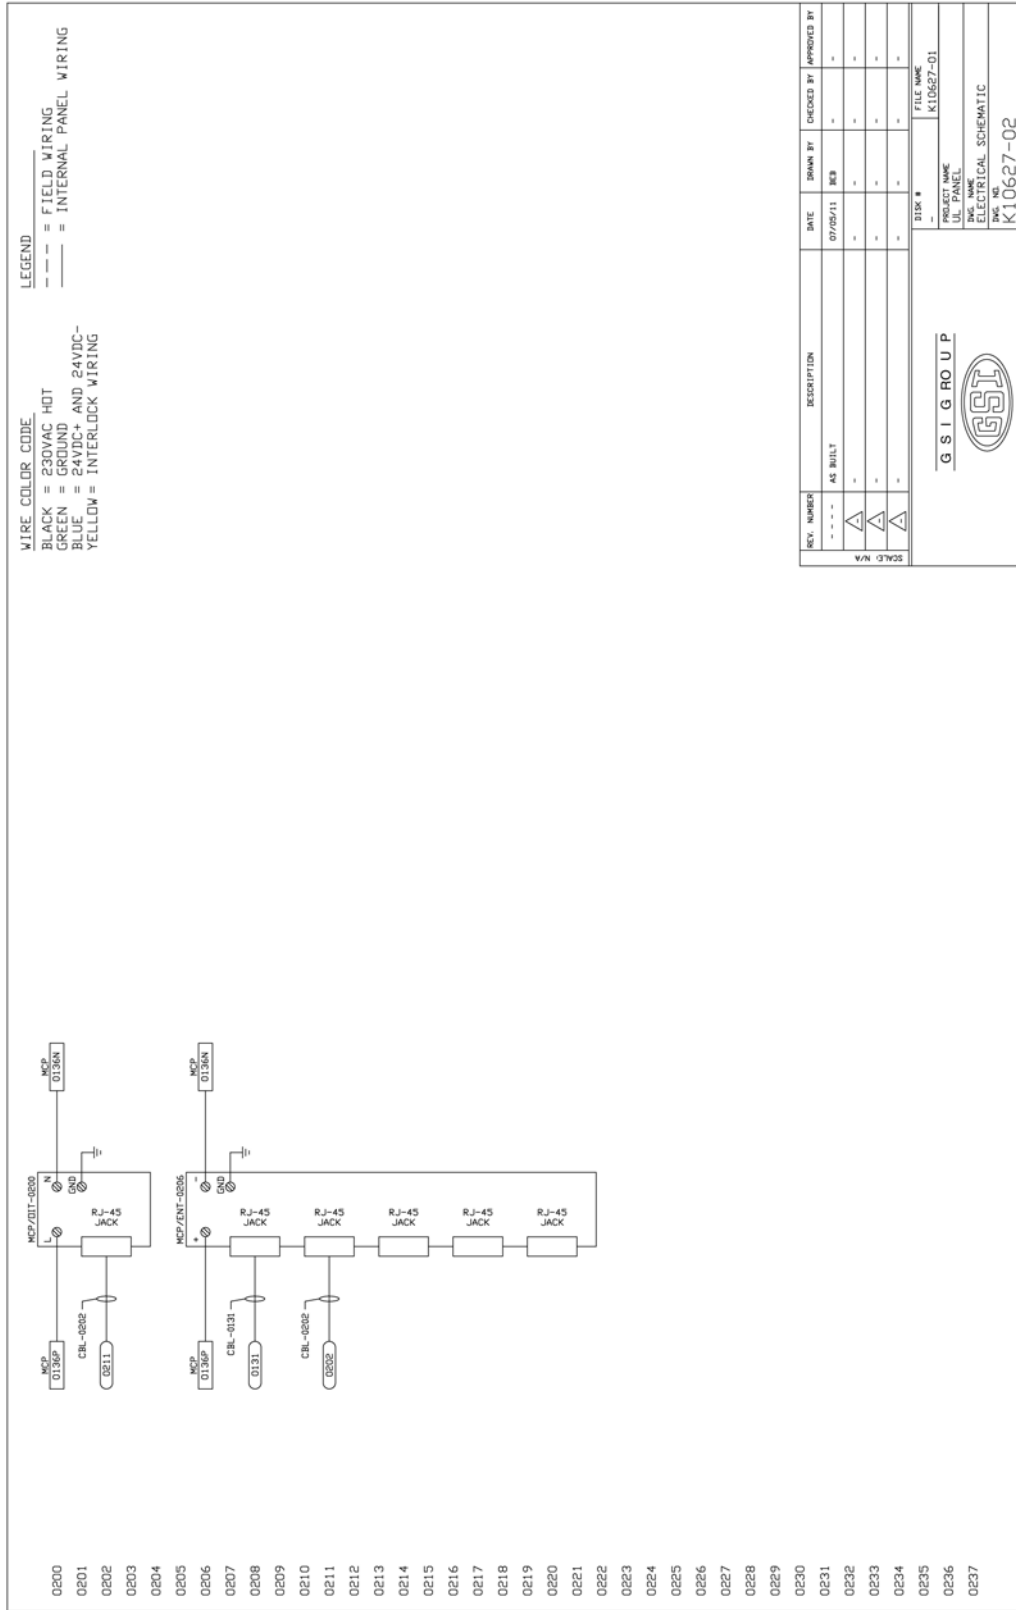 WIRE COLOR CODE
BLACK = 230VAC HOT
GREEN = GROUND
BLUE = 24VDC+ AND 24VDC-
YELLOW = INTERLOCK WIRING
LEGEND
--- = FIELD WIRING
___ = INTERNAL PANEL WIRING
0200
0201
0202
0203
0204
0205
0206
0207
0208
0209
0210
0211
0212
0213
0214
0215
0216
0217
0218
0219
0220
0221
0222
0223
0224
0225
0226
0227
0228
0229
0230
0231
0232
0233
0234
0235
0236
0237
MCP/OIT-0200
MCP
0136P
L
N
MCP
0136N
GND
CBL-0202
0211
RJ-45
JACK
MCP/ENT-0206
MCP
0136P
+
-
MCP
0136N
GND
CBL-0131
0131
RJ-45
JACK
CBL-0202
0202
RJ-45
JACK
RJ-45
JACK
RJ-45
JACK
RJ-45
JACK
SCALE: N/A
REV. NUMBER DESCRIPTION DATE DRAWN BY CHECKED BY APPROVED BY
---- AS BUILT 07/05/11 BCB - -
- - - - - -
- - - - - -
- - - - - -
GSI GROUP
GSI
DISK #
-
FILE NAME
K10627-01
PROJECT NAME
UL PANEL
DWG. NAME
ELECTRICAL SCHEMATIC
DWG. NO.
K10627-02